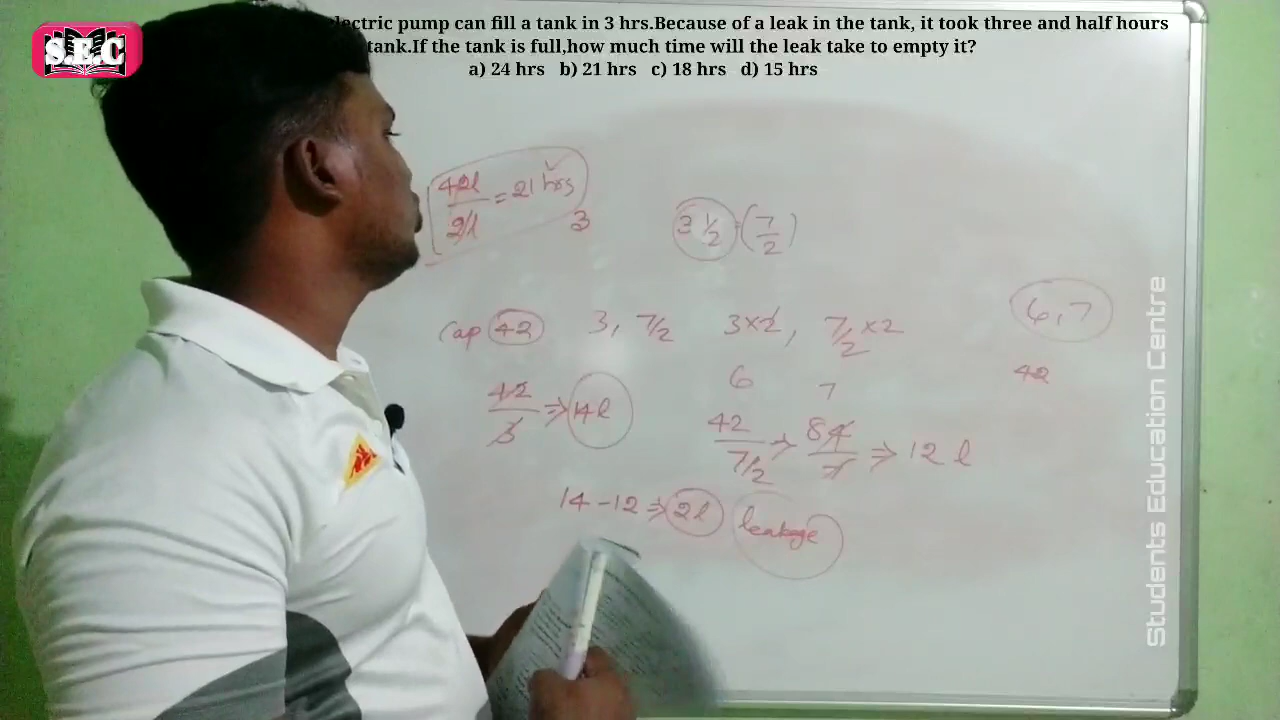 lectric pump can fill a tank in 3 hrs.Because of a leak in the tank, it took three and half hours
tank.If the tank is full,how much time will the leak take to empty it?
a) 24 hrs b) 21 hrs c) 18 hrs d) 15 hrs
S.E.C
42l/2l = 21 hrs
3
3 1/2 = (7/2)
Cap 42 3, 7/2 3×2, 7/2×2 6,7
6 7 42
42/3 ⇒ 14l 42/7/2 ⇒ 84/7 ⇒ 12 l
14-12 ⇒ 2l leakage
Students Education Centre